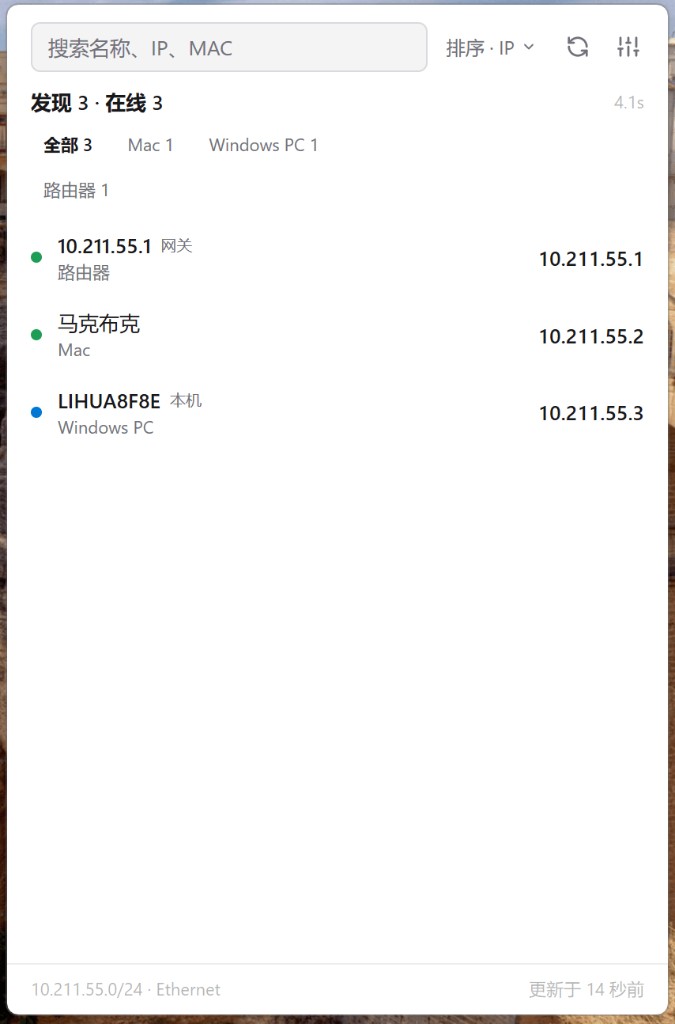 搜索名称、IP、MAC
排序 · IP
发现 3 · 在线 3
4.1s
全部 3
Mac 1
Windows PC 1
路由器 1
10.211.55.1 网关
路由器
10.211.55.1
马克布克
Mac
10.211.55.2
LIHUA8F8E 本机
Windows PC
10.211.55.3
10.211.55.0/24 · Ethernet
更新于 14 秒前